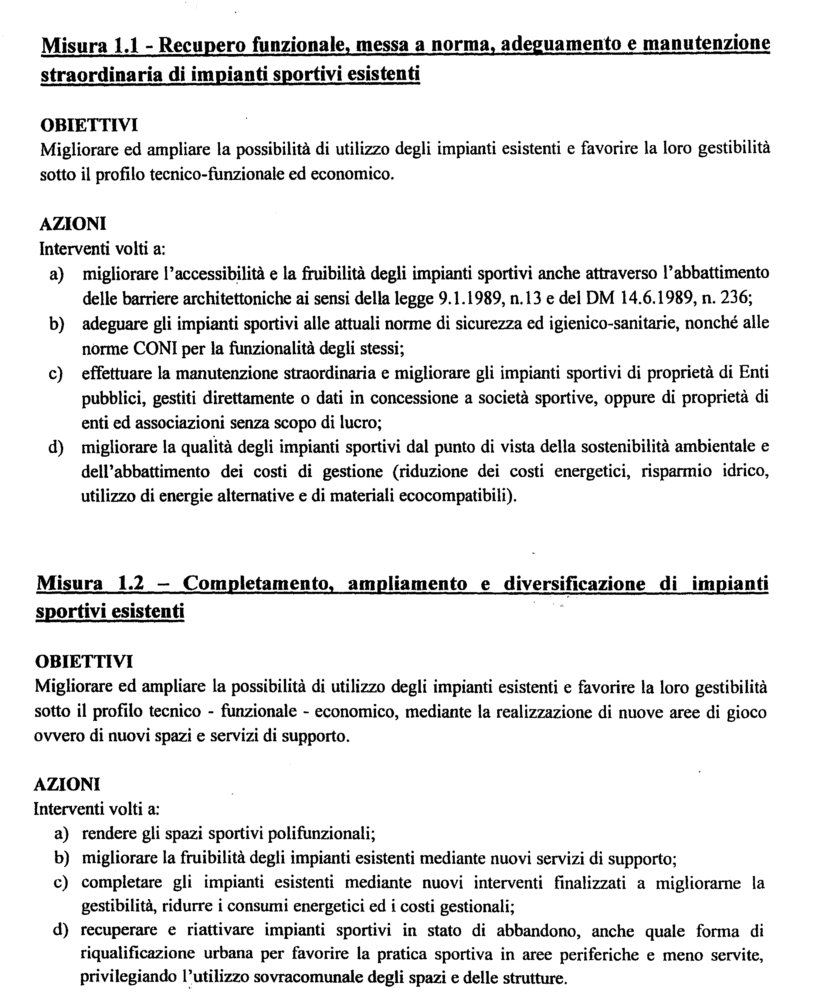 Misura 1.1 - Recupero funzionale, messa a norma, adeguamento e manutenzione
straordinaria di impianti sportivi esistenti
OBIETTIVI
Migliorare ed ampliare la possibilità di utilizzo degli impianti esistenti e favorire la loro gestibilità
sotto il profilo tecnico-funzionale ed economico.
AZIONI
Interventi volti a:
a) migliorare l'accessibilità e la fruibilità degli impianti sportivi anche attraverso l'abbattimento
delle barriere architettoniche ai sensi della legge 9.1.1989, n.13 e del DM 14.6.1989, n. 236;
b) adeguare gli impianti sportivi alle attuali norme di sicurezza ed igienico-sanitarie, nonché alle
norme CONI per la funzionalità degli stessi;
c) effettuare la manutenzione straordinaria e migliorare gli impianti sportivi di proprietà di Enti
pubblici, gestiti direttamente o dati in concessione a società sportive, oppure di proprietà di
enti ed associazioni senza scopo di lucro;
d) migliorare la qualità degli impianti sportivi dal punto di vista della sostenibilità ambientale e
dell'abbattimento dei costi di gestione (riduzione dei costi energetici, risparmio idrico,
utilizzo di energie alternative e di materiali ecocompatibili).
Misura 1.2 – Completamento, ampliamento e diversificazione di impianti
sportivi esistenti
OBIETTIVI
Migliorare ed ampliare la possibilità di utilizzo degli impianti esistenti e favorire la loro gestibilità
sotto il profilo tecnico - funzionale - economico, mediante la realizzazione di nuove aree di gioco
ovvero di nuovi spazi e servizi di supporto.
AZIONI
Interventi volti a:
a) rendere gli spazi sportivi polifunzionali;
b) migliorare la fruibilità degli impianti esistenti mediante nuovi servizi di supporto;
c) completare gli impianti esistenti mediante nuovi interventi finalizzati a migliorarne la
gestibilità, ridurre i consumi energetici ed i costi gestionali;
d) recuperare e riattivare impianti sportivi in stato di abbandono, anche quale forma di
riqualificazione urbana per favorire la pratica sportiva in aree periferiche e meno servite,
privilegiando l'utilizzo sovracomunale degli spazi e delle strutture.